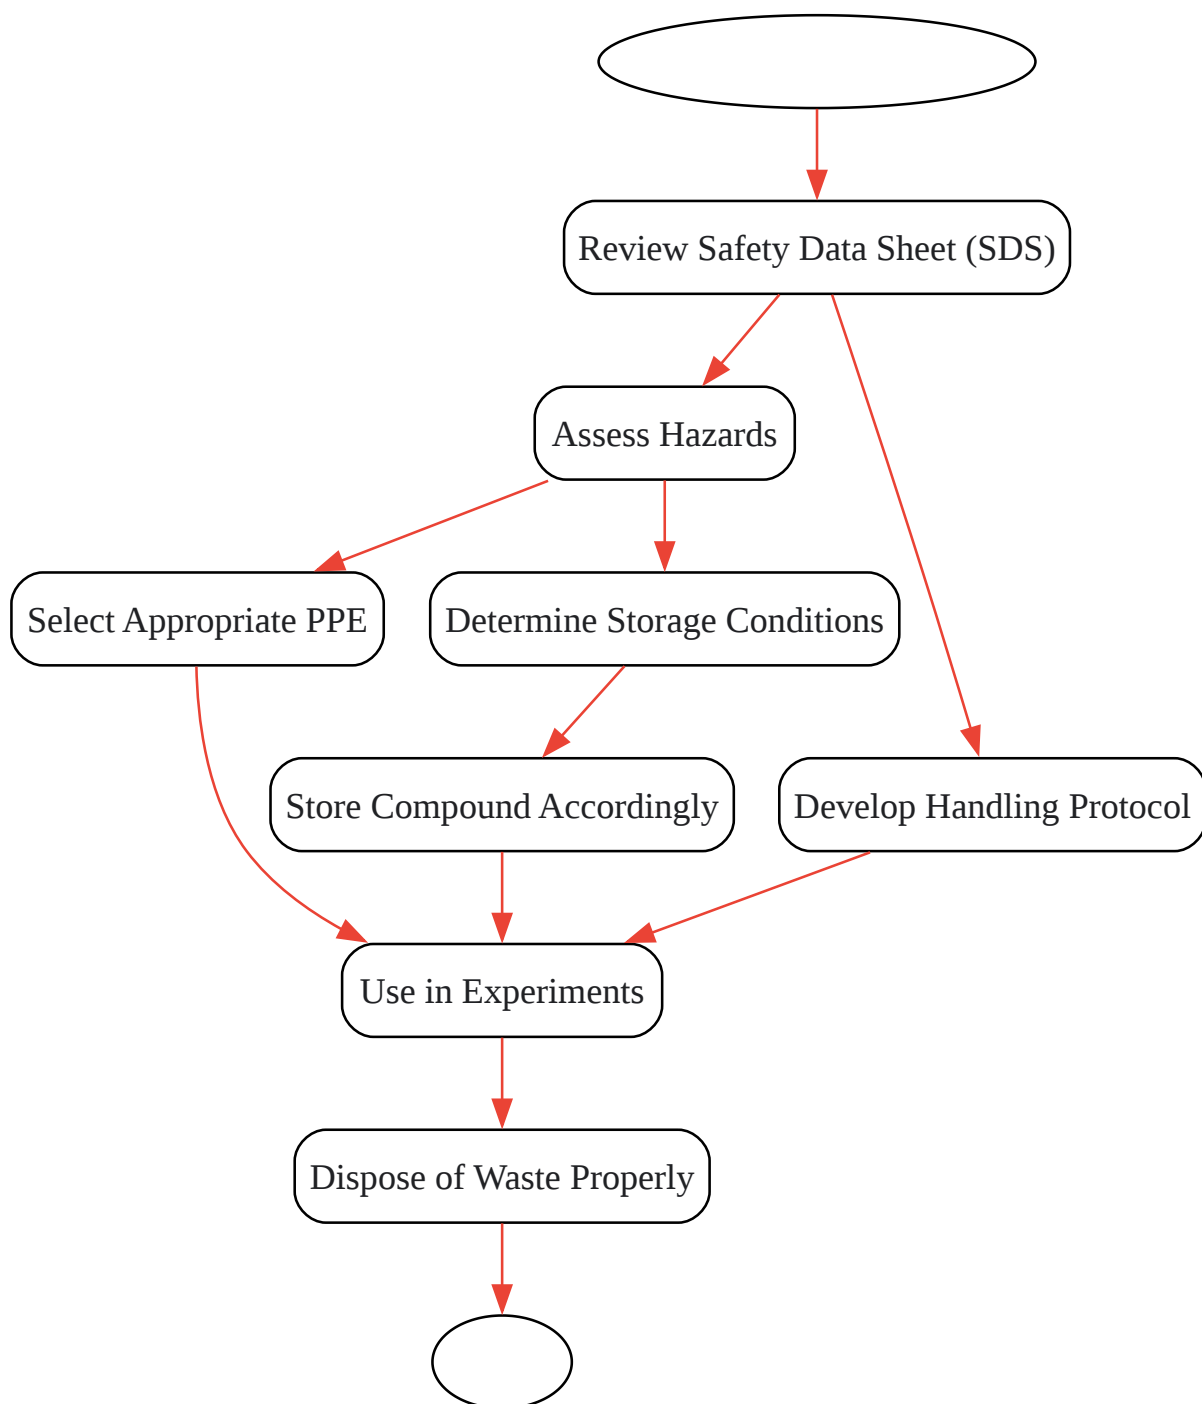 Review Safety Data Sheet (SDS)
Assess Hazards
Select Appropriate PPE
Determine Storage Conditions
Store Compound Accordingly
Develop Handling Protocol
Use in Experiments
Dispose of Waste Properly